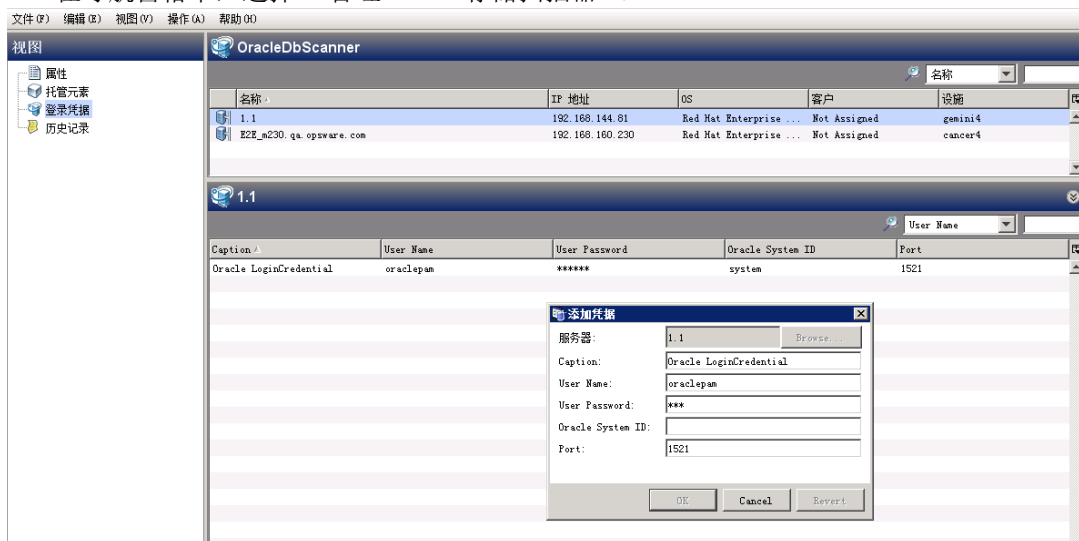 文件(F) 编辑(E) 视图(V) 操作(A) 帮助(H)
视图
属性
托管元素
登录凭据
历史记录
OracleDbScanner
名称
名称 IP 地址 OS 客户 设施
1.1 192.168.144.81 Red Hat Enterprise ... Not Assigned gemini4
E2E_m230.qa.opsware.com 192.168.160.230 Red Hat Enterprise ... Not Assigned cancer4
1.1
User Name
Caption User Name User Password Oracle System ID Port
Oracle LoginCredential oraclepam ****** system 1521
添加凭据
服务器: 1.1 Browse...
Caption: Oracle LoginCredential
User Name: oraclepam
User Password: ***
Oracle System ID:
Port: 1521
OK Cancel Revert